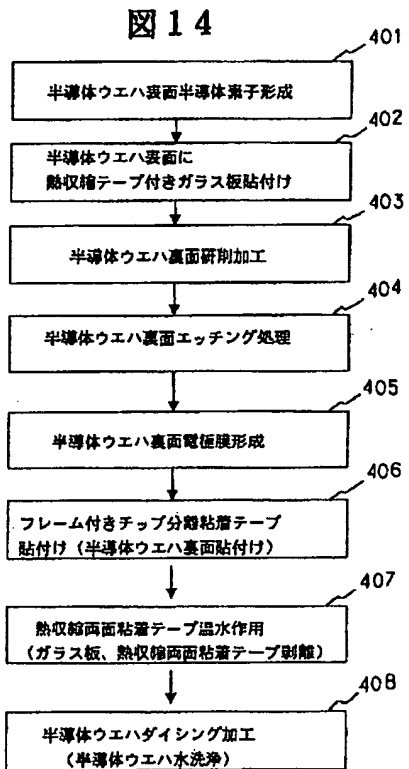 図14
401
半導体ウエハ表面半導体素子形成
402
半導体ウエハ表面に
熱収縮テープ付きガラス板貼付け
403
半導体ウエハ裏面研削加工
404
半導体ウエハ裏面エッチング処理
405
半導体ウエハ裏面電極膜形成
406
フレーム付きチップ分離粘着テープ
貼付け（半導体ウエハ裏面貼付け）
407
熱収縮両面粘着テープ温水作用
（ガラス板、熱収縮両面粘着テープ剥離）
408
半導体ウエハダイシング加工
（半導体ウエハ水洗浄）